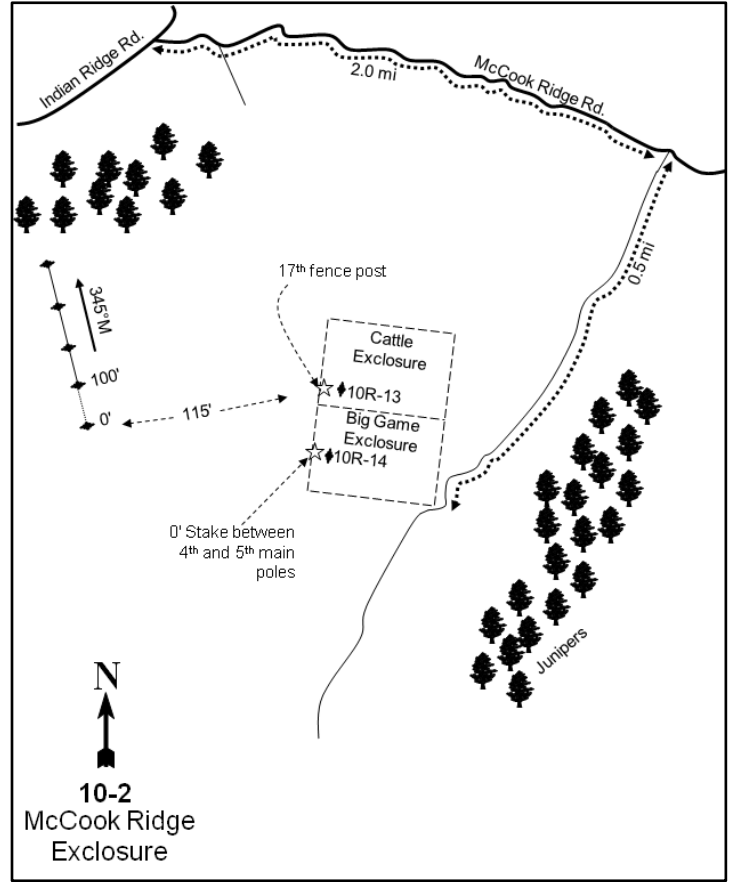 Indian Ridge Rd.
2.0 mi
McCook Ridge Rd.
0.5 mi
17th fence post
345°M
100'
0'
115'
Cattle
Exclosure
10R-13
Big Game
Exclosure
10R-14
0' Stake between
4th and 5th main
poles
Junipers
N
10-2
McCook Ridge
Exclosure